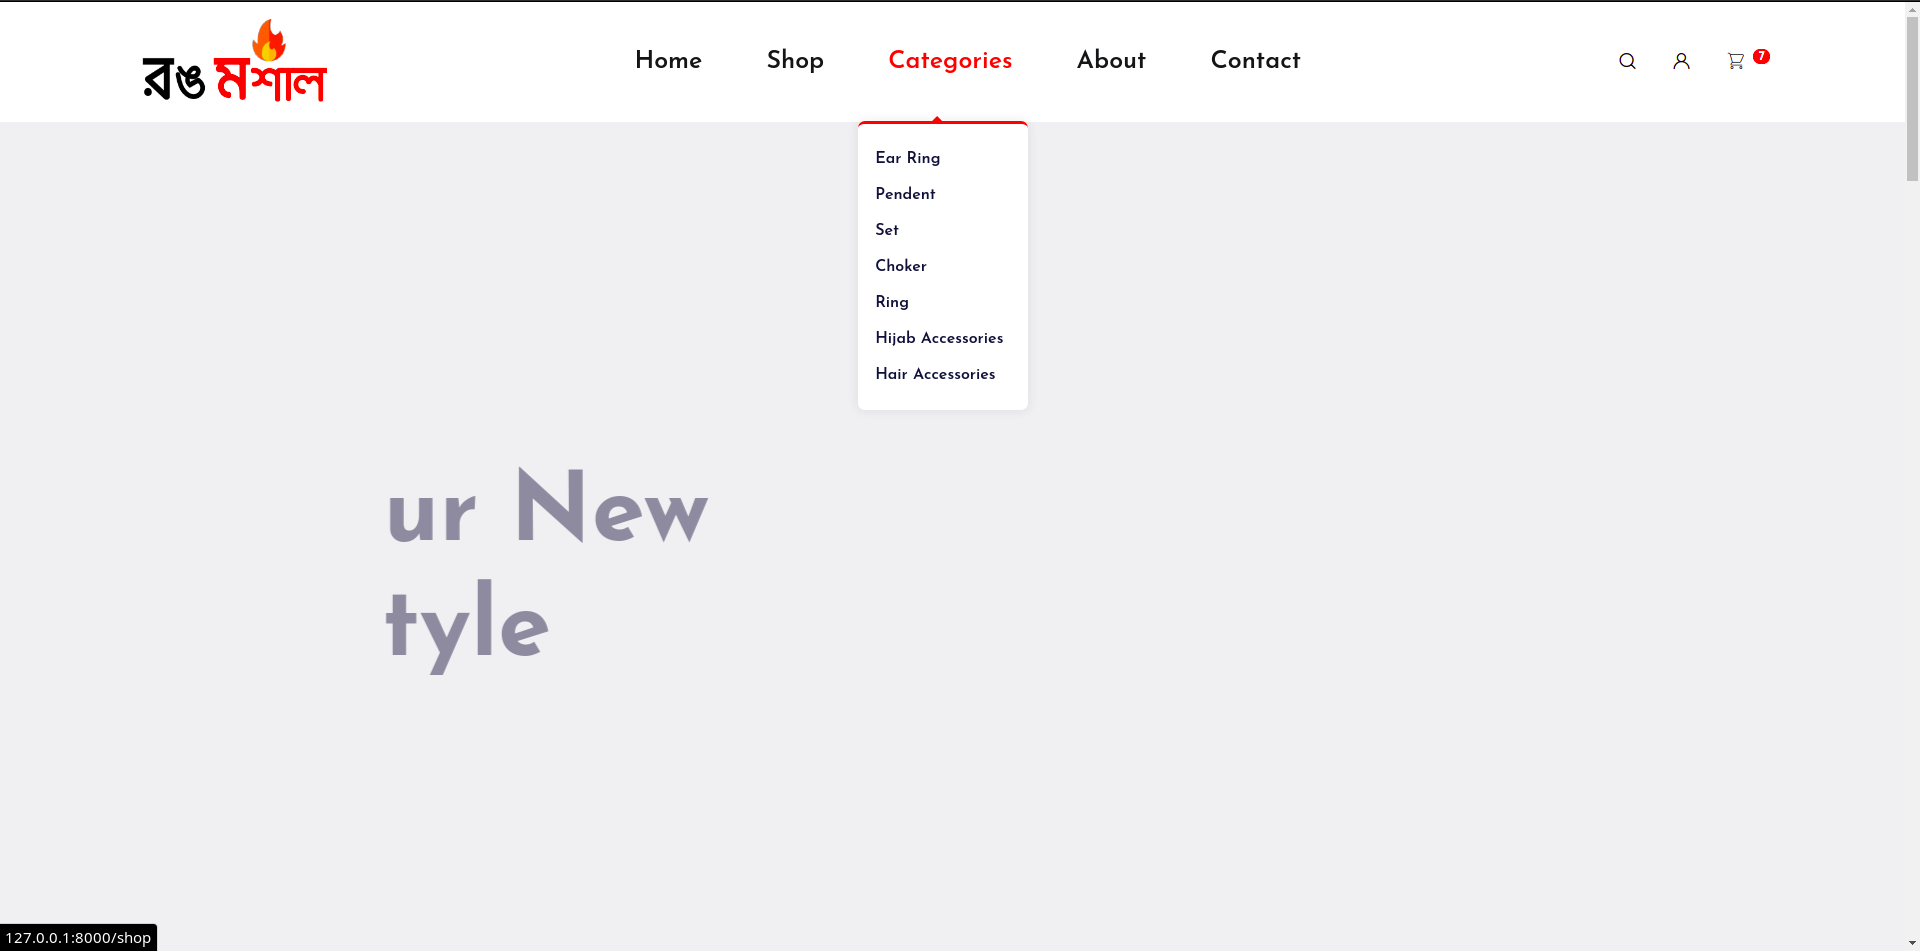 রঙ মশাল
Home Shop Categories About Contact
7
Ear Ring
Pendent
Set
Choker
Ring
Hijab Accessories
Hair Accessories
ur New
tyle
127.0.0.1:8000/shop